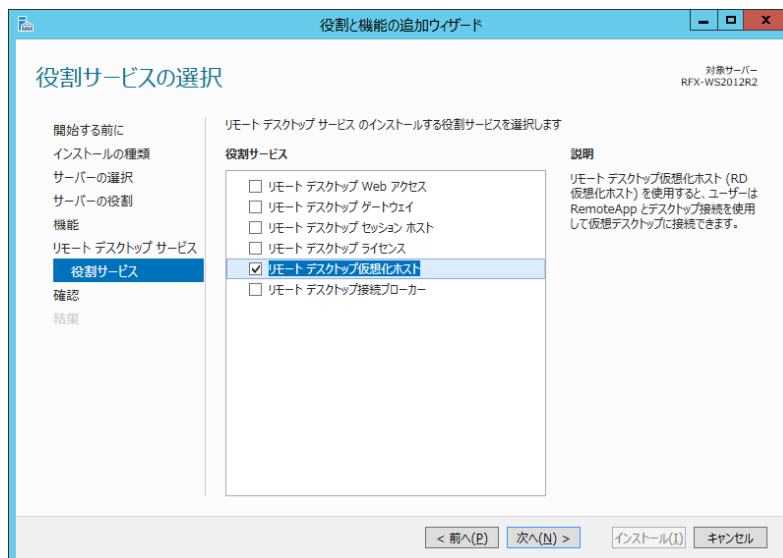 役割と機能の追加ウィザード
役割サービスの選択
対象サーバー
RFX-WS2012R2
開始する前に
インストールの種類
サーバーの選択
サーバーの役割
機能
リモート デスクトップ サービス
役割サービス
確認
結果
リモート デスクトップ サービス のインストールする役割サービスを選択します
役割サービス
リモート デスクトップ Web アクセス
リモート デスクトップ ゲートウェイ
リモート デスクトップ セッション ホスト
リモート デスクトップ ライセンス
リモート デスクトップ仮想化ホスト
リモート デスクトップ接続ブローカー
説明
リモート デスクトップ仮想化ホスト (RD
仮想化ホスト) を使用すると、ユーザーは
RemoteApp とデスクトップ接続を使用
して仮想デスクトップに接続できます。
< 前へ(P)
次へ(N) >
インストール(I)
キャンセル